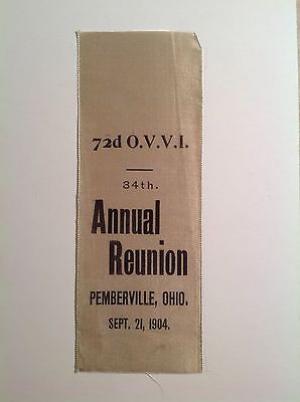 72d O.V.V.I.
34th.
Annual
Reunion
PEMBERVILLE, OHIO.
SEPT. 21, 1904.